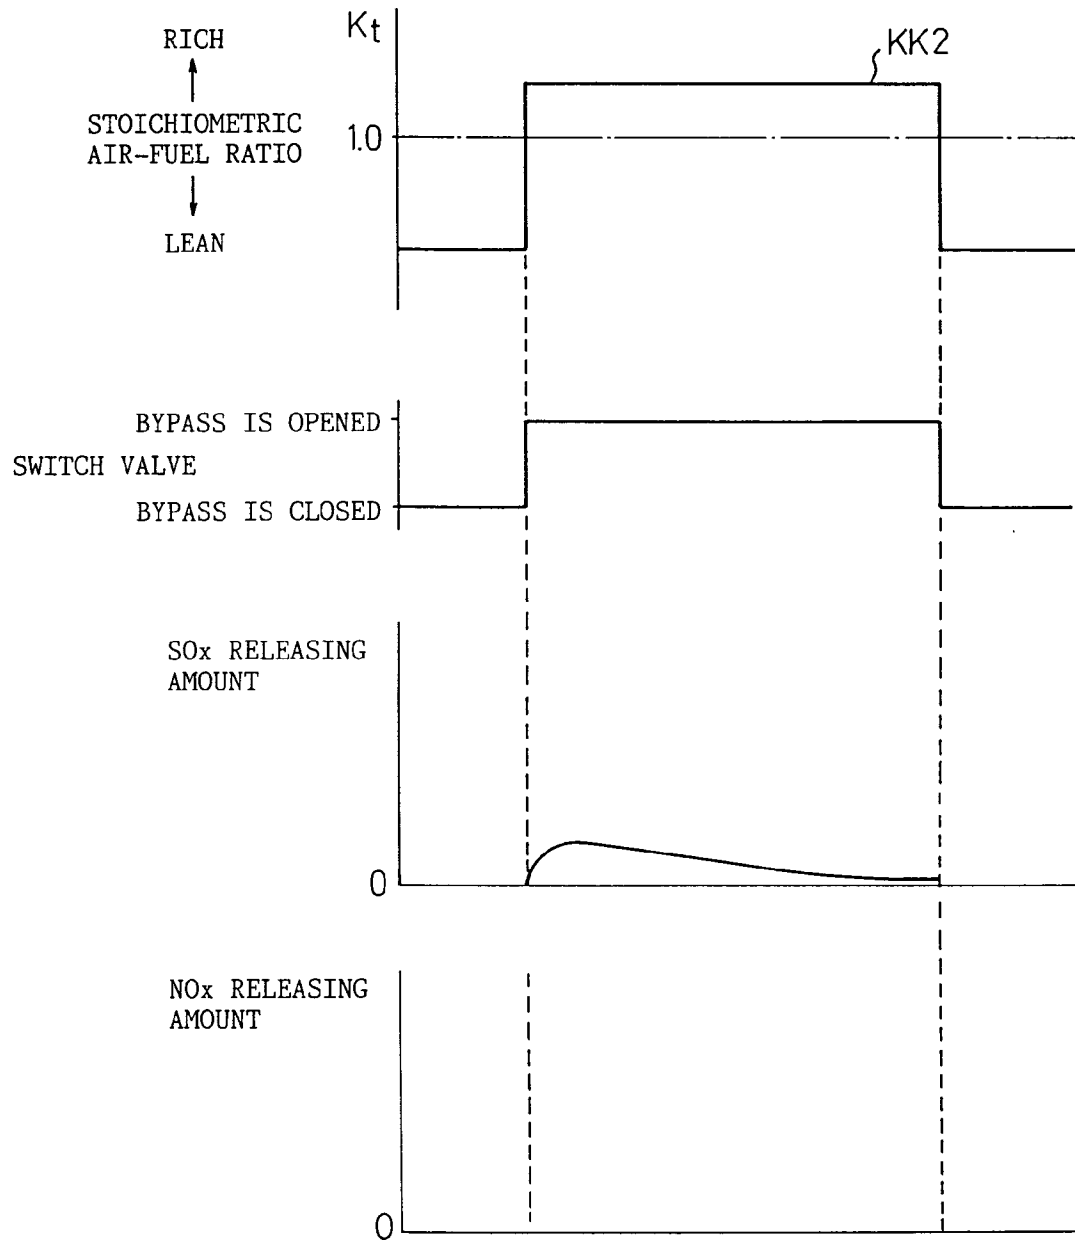 RICH
Kt
KK2
STOICHIOMETRIC
AIR-FUEL RATIO
1.0
LEAN
BYPASS IS OPENED
SWITCH VALVE
BYPASS IS CLOSED
SOx RELEASING
AMOUNT
0
NOx RELEASING
AMOUNT
0